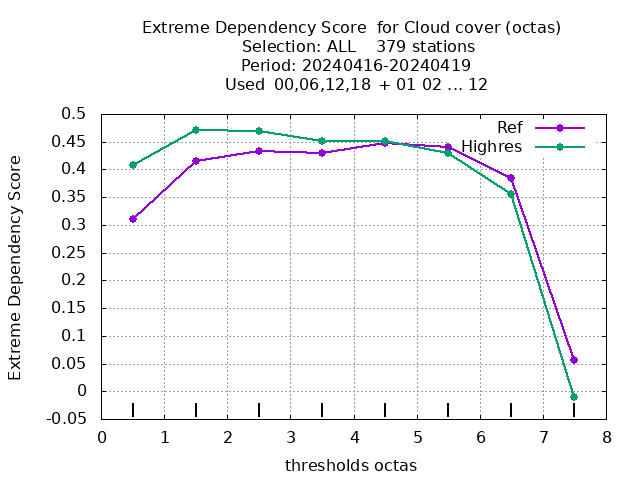 Extreme Dependency Score  for Cloud cover (octas)
Selection: ALL    379 stations
Period: 20240416-20240419
Used  00,06,12,18  + 01 02 ... 12
Ref
Highres
Extreme Dependency Score
0.5
0.45
0.4
0.35
0.3
0.25
0.2
0.15
0.1
0.05
0
-0.05
0 1 2 3 4 5 6 7 8
thresholds octas